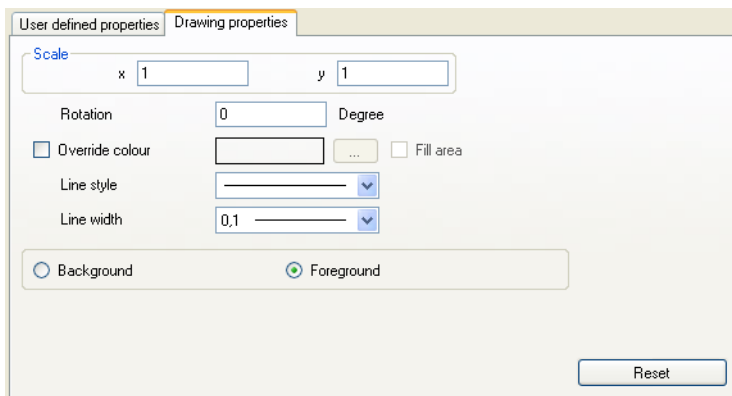 User defined properties Drawing properties
Scale
x 1 y 1
Rotation 0 Degree
Override colour ... Fill area
Line style
Line width 0,1
Background Foreground
Reset